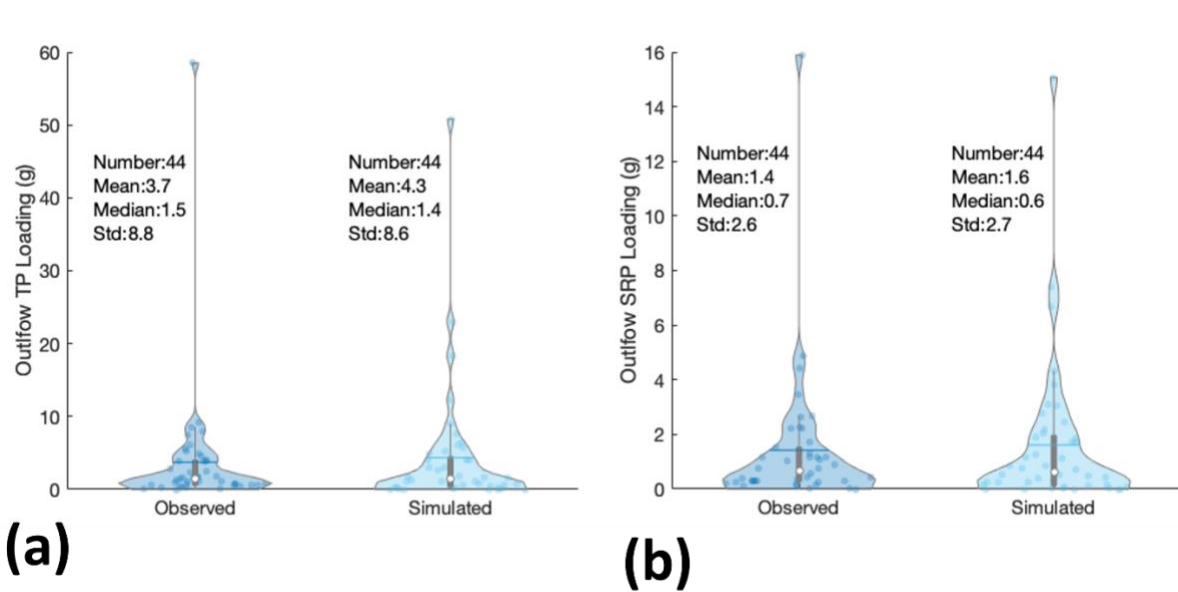 60
50
40
30
20
10
0
Outlfow TP Loading (g)
Number:44
Mean:3.7
Median:1.5
Std:8.8
Number:44
Mean:4.3
Median:1.4
Std:8.6
Observed
Simulated
(a)
16
14
12
10
8
6
4
2
0
Outlfow SRP Loading (g)
Number:44
Mean:1.4
Median:0.7
Std:2.6
Number:44
Mean:1.6
Median:0.6
Std:2.7
Observed
Simulated
(b)